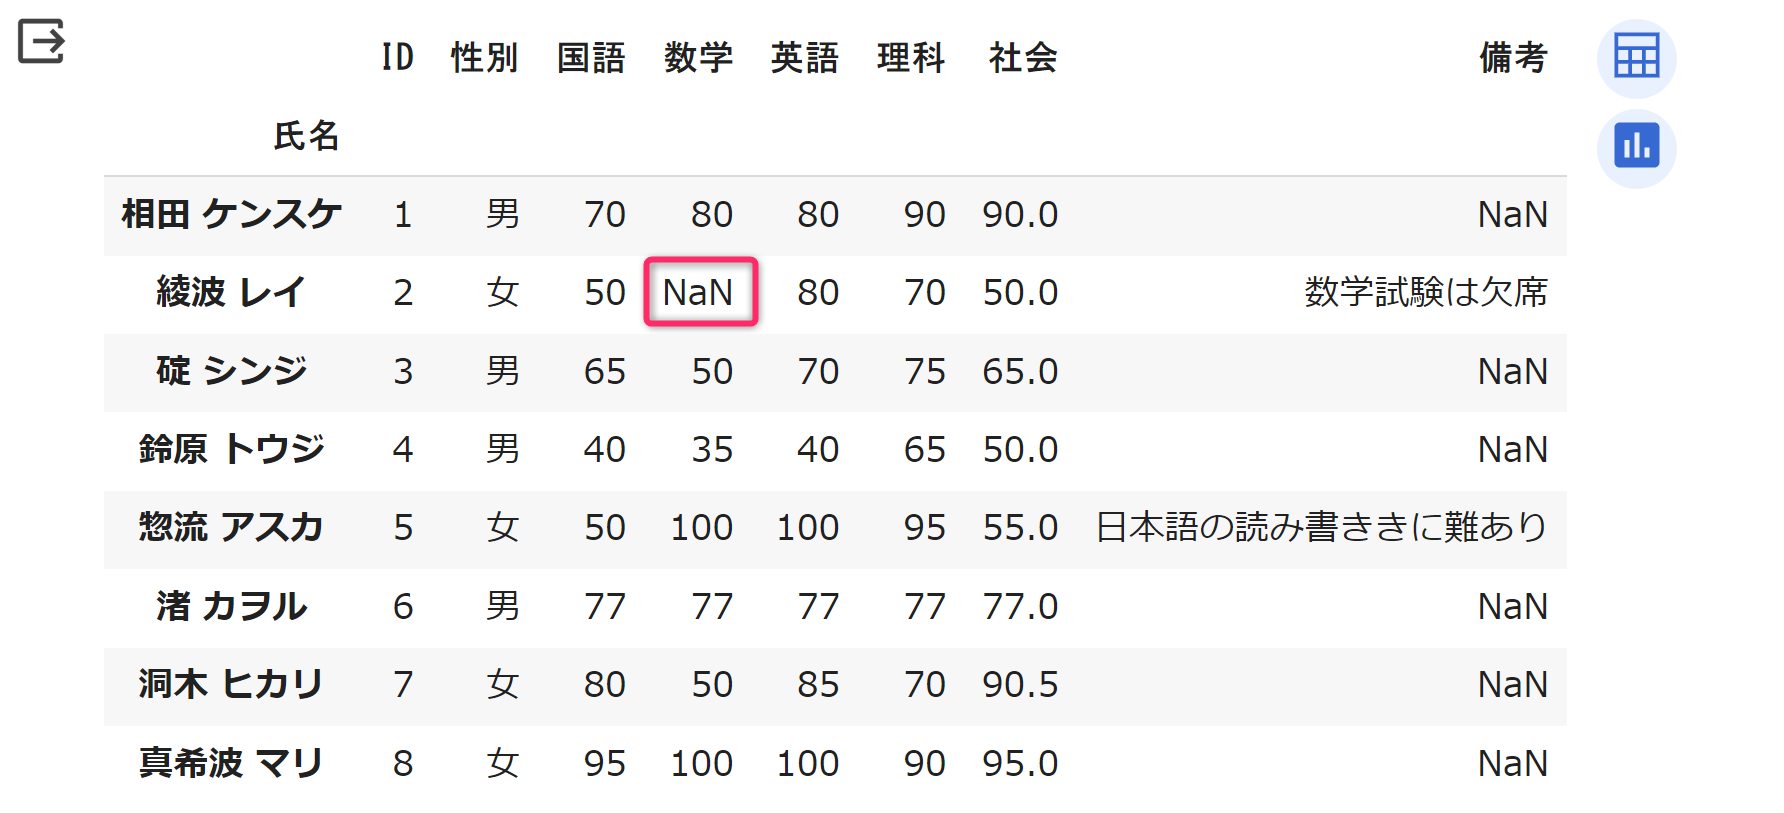 ID 性別 国語 数学 英語 理科 社会 備考
氏名
相田 ケンスケ 1 男 70 80 80 90 90.0 NaN
綾波 レイ 2 女 50 NaN 80 70 50.0 数学試験は欠席
碇 シンジ 3 男 65 50 70 75 65.0 NaN
鈴原 トウジ 4 男 40 35 40 65 50.0 NaN
惣流 アスカ 5 女 50 100 100 95 55.0 日本語の読み書ききに難あり
渚 カヲル 6 男 77 77 77 77 77.0 NaN
洞木 ヒカリ 7 女 80 50 85 70 90.5 NaN
真希波 マリ 8 女 95 100 100 90 95.0 NaN